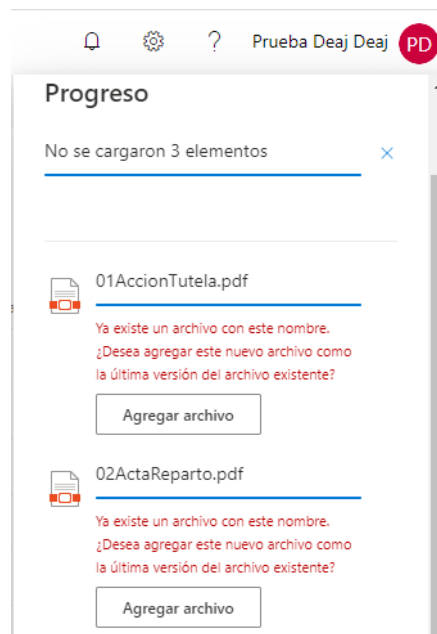 ? Prueba Deaj Deaj PD
Progreso
No se cargaron 3 elementos
01AccionTutela.pdf
Ya existe un archivo con este nombre.
¿Desea agregar este nuevo archivo como
la última versión del archivo existente?
Agregar archivo
02ActaReparto.pdf
Ya existe un archivo con este nombre.
¿Desea agregar este nuevo archivo como
la última versión del archivo existente?
Agregar archivo